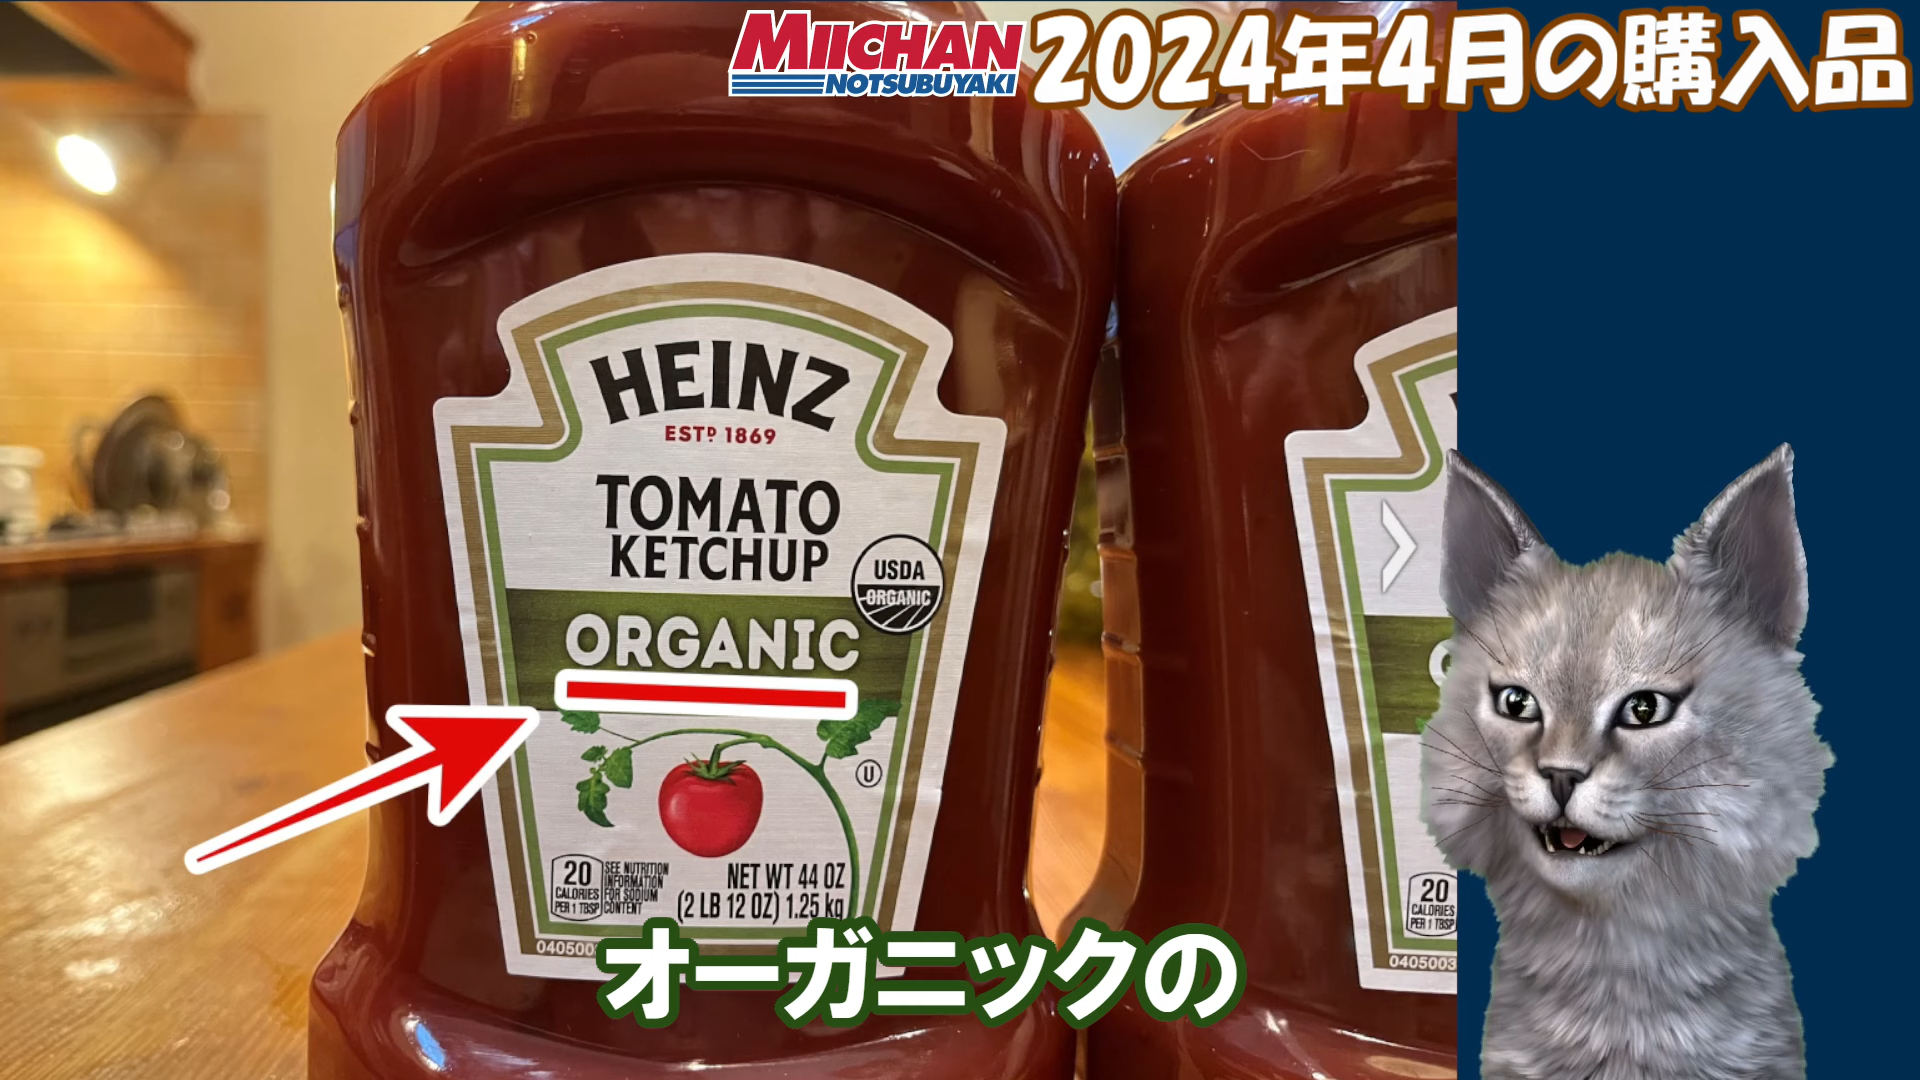 MIICHAN
NOTSUBUYAKI
2024年4月の購入品
HEINZ
ESTD 1869
TOMATO
KETCHUP
USDA
ORGANIC
ORGANIC
U
20
CALORIES
PER 1 TBSP
SEE NUTRITION
INFORMATION
FOR SODIUM
CONTENT
NET WT 44 OZ
(2 LB 12 OZ) 1.25 kg
040500
オーガニックの
20
CALORIES
PER 1 TBSP
0405003